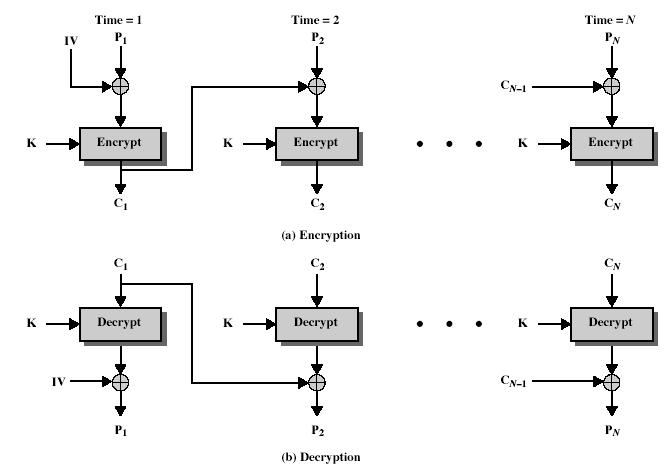 Time = 1 Time = 2 Time = N
IV P1 P2 PN
CN–1
K Encrypt K Encrypt K Encrypt
C1 C2 CN
(a) Encryption
C1 C2 CN
K Decrypt K Decrypt K Decrypt
IV CN–1
P1 P2 PN
(b) Decryption